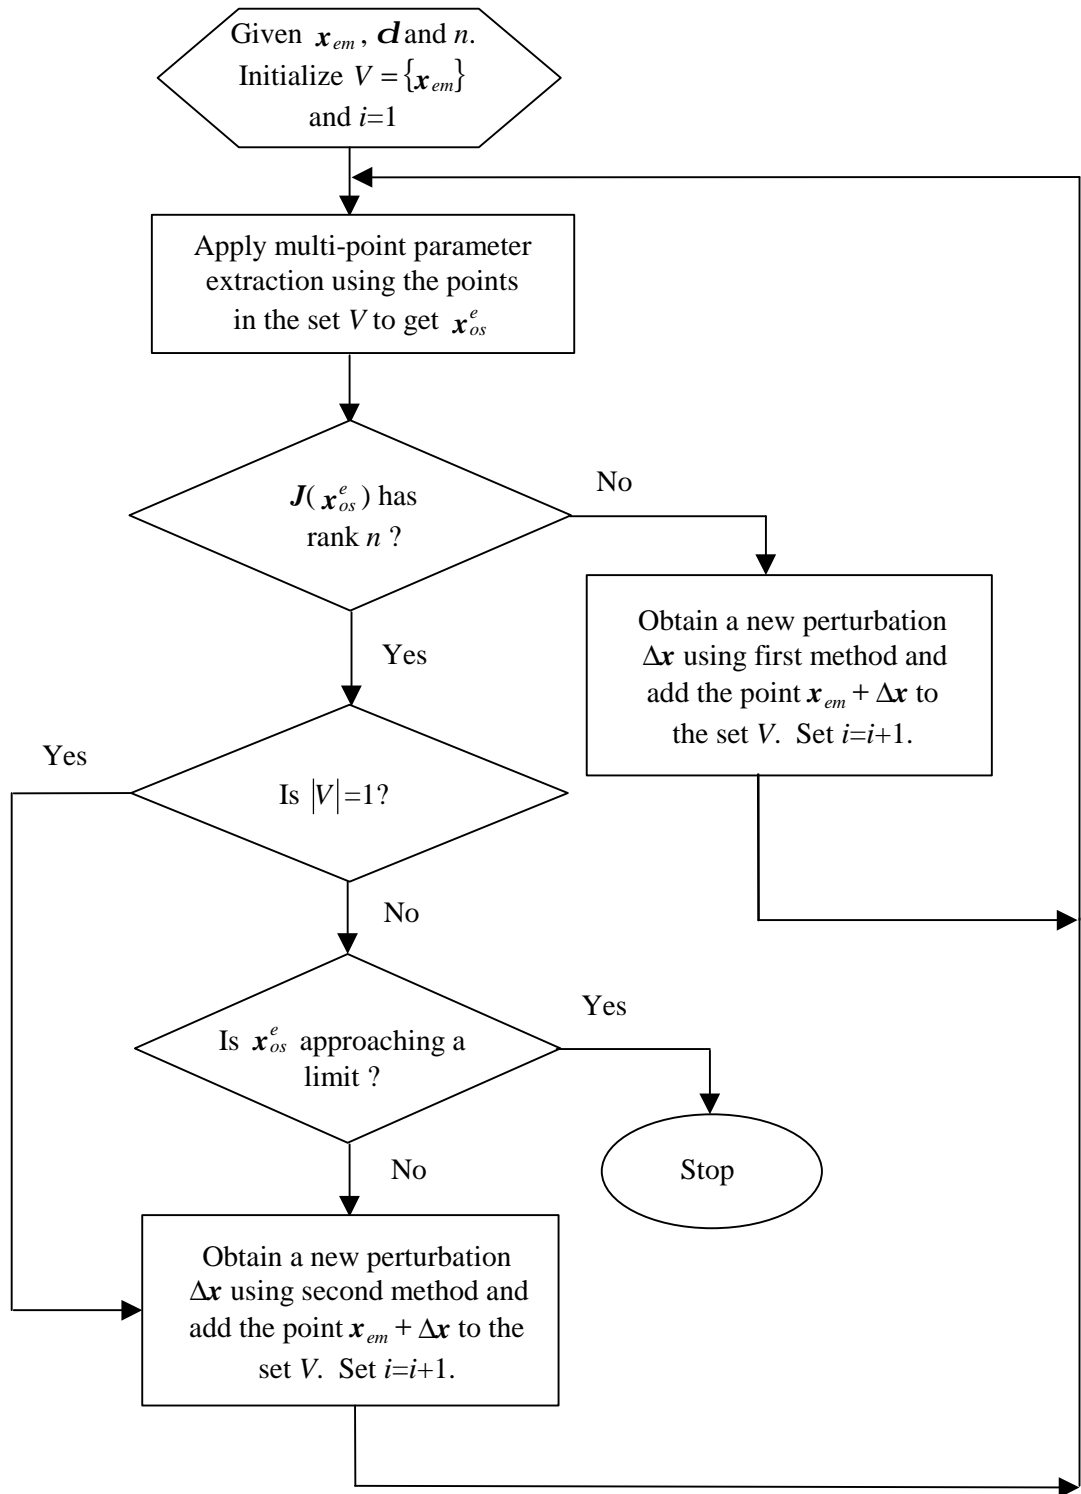 Given x_em, d and n.
Initialize V = {x_em}
and i=1
Apply multi-point parameter
extraction using the points
in the set V to get x_os^e
J( x_os^e ) has
rank n ?
No
Obtain a new perturbation
Δx using first method and
add the point x_em + Δx to
the set V. Set i=i+1.
Yes
Yes
Is |V|=1?
No
Is x_os^e approaching a
limit ?
Yes
Stop
No
Obtain a new perturbation
Δx using second method and
add the point x_em + Δx to the
set V. Set i=i+1.